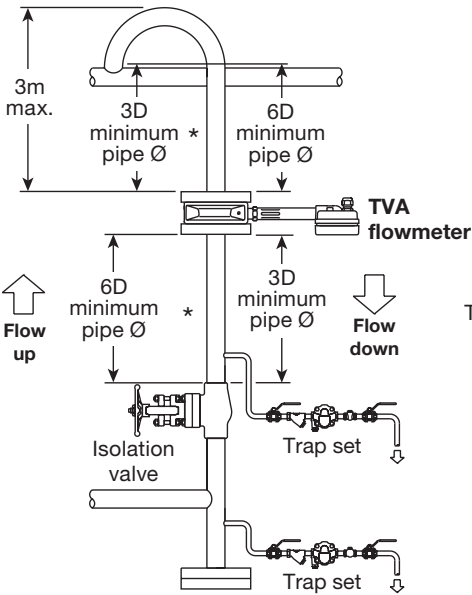 3m
max.
3D
minimum *
pipe Ø
6D
minimum
pipe Ø
TVA
flowmeter
6D
minimum *
pipe Ø
3D
minimum
pipe Ø
Flow
up
Flow
down
T
Isolation
valve
Trap set
Trap set